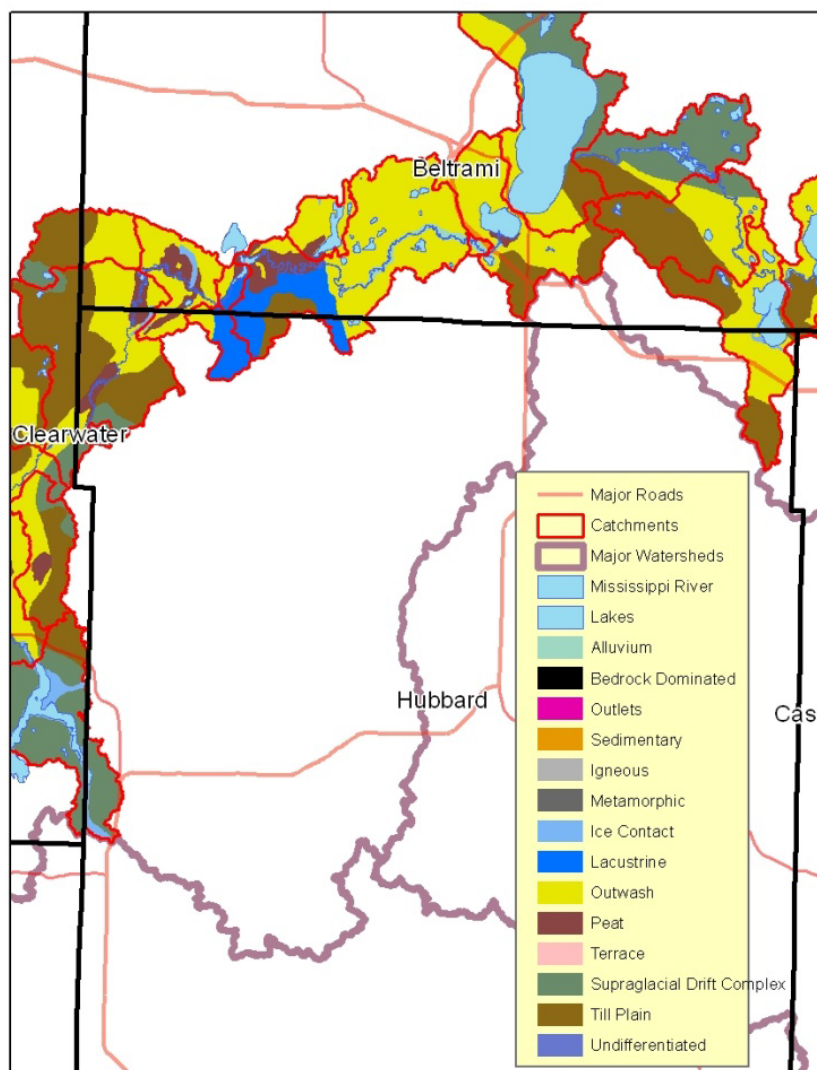 Beltrami
Clearwater
Hubbard
Cas
Major Roads
Catchments
Major Watersheds
Mississippi River
Lakes
Alluvium
Bedrock Dominated
Outlets
Sedimentary
Igneous
Metamorphic
Ice Contact
Lacustrine
Outwash
Peat
Terrace
Supraglacial Drift Complex
Till Plain
Undifferentiated